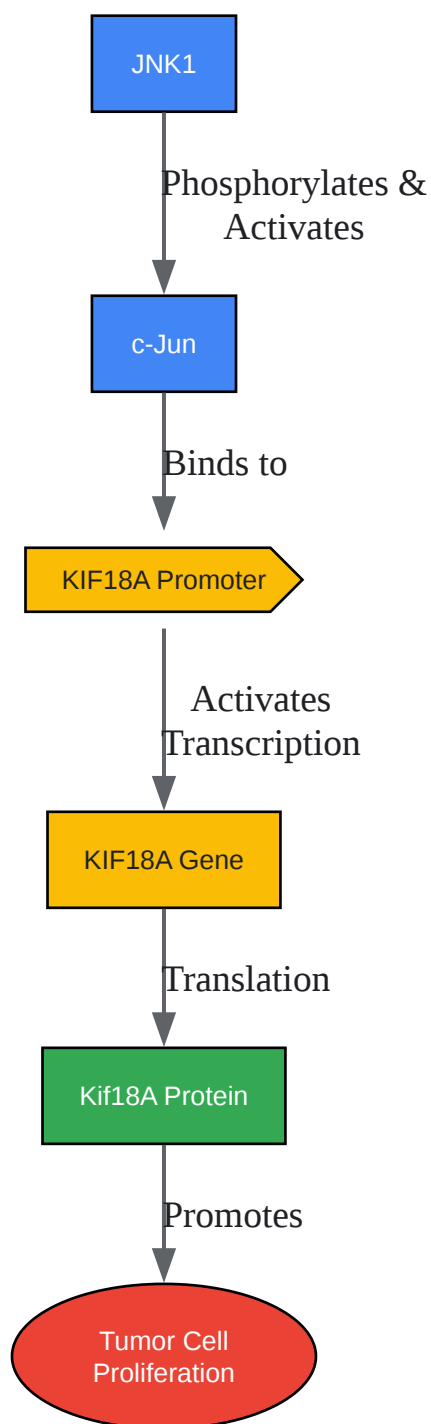 JNK1
Phosphorylates &
Activates
c-Jun
Binds to
KIF18A Promoter
Activates
Transcription
KIF18A Gene
Translation
Kif18A Protein
Promotes
Tumor Cell
Proliferation